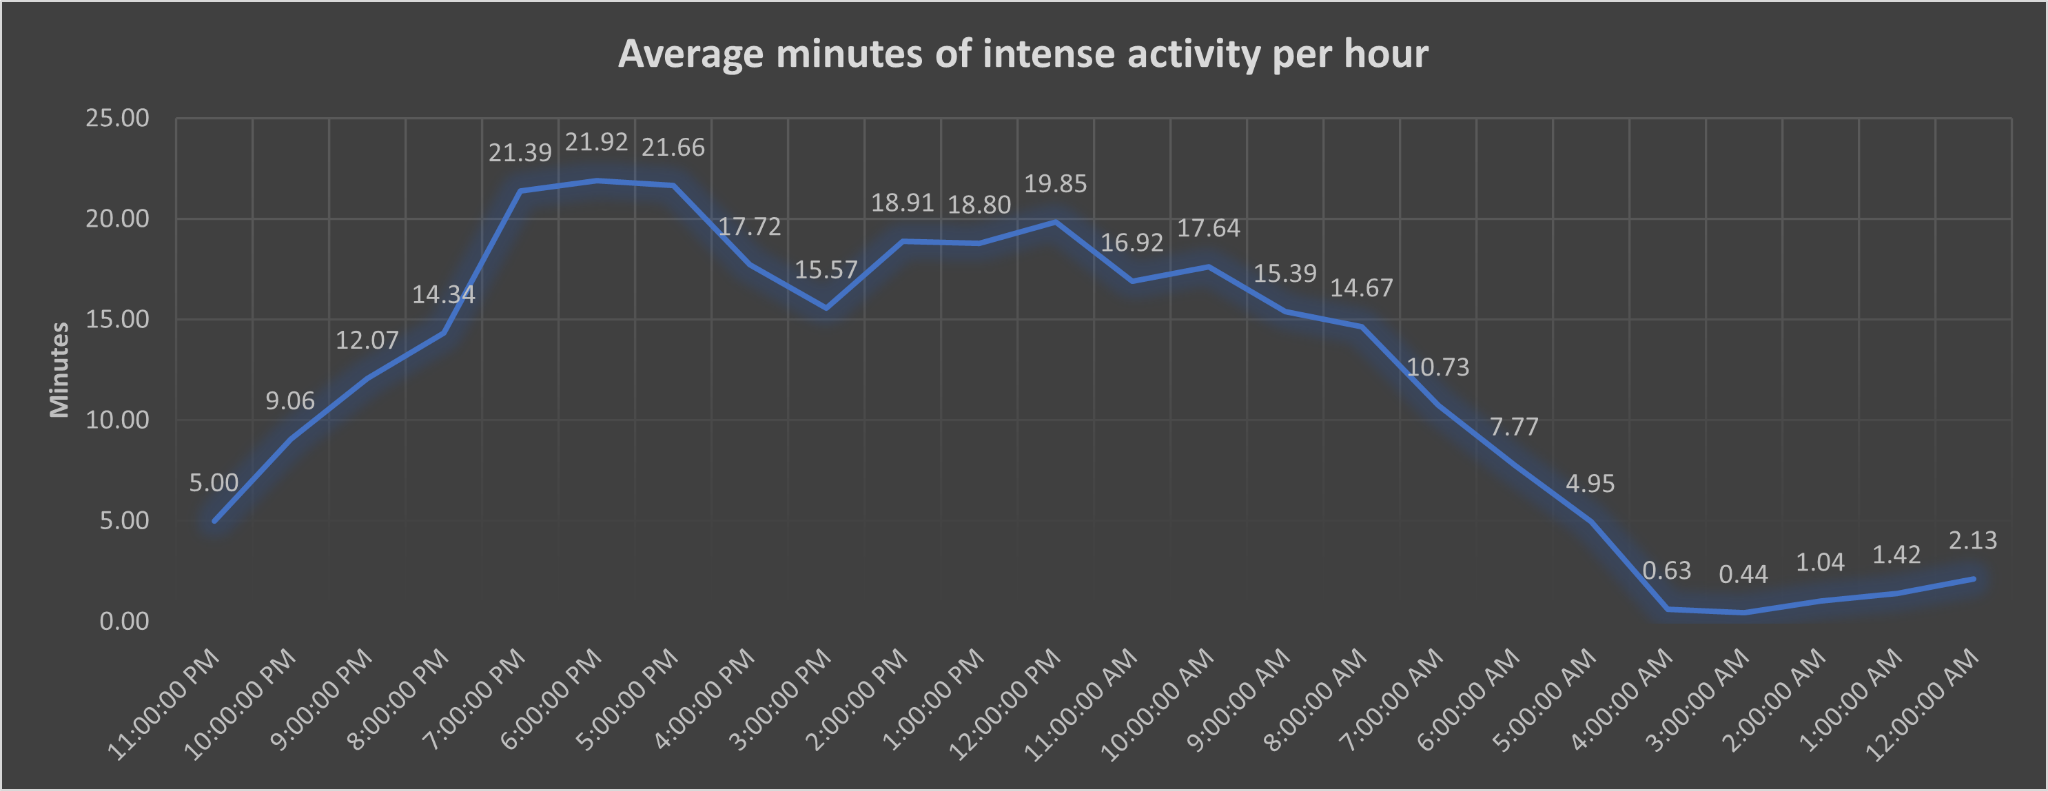 Average minutes of intense activity per hour
25.00
20.00
15.00
10.00
5.00
0.00
Minutes
5.00
9.06
12.07
14.34
21.39
21.92
21.66
17.72
15.57
18.91
18.80
19.85
16.92
17.64
15.39
14.67
10.73
7.77
4.95
0.63
0.44
1.04
1.42
2.13
11:00:00 PM
10:00:00 PM
9:00:00 PM
8:00:00 PM
7:00:00 PM
6:00:00 PM
5:00:00 PM
4:00:00 PM
3:00:00 PM
2:00:00 PM
1:00:00 PM
12:00:00 PM
11:00:00 AM
10:00:00 AM
9:00:00 AM
8:00:00 AM
7:00:00 AM
6:00:00 AM
5:00:00 AM
4:00:00 AM
3:00:00 AM
2:00:00 AM
1:00:00 AM
12:00:00 AM